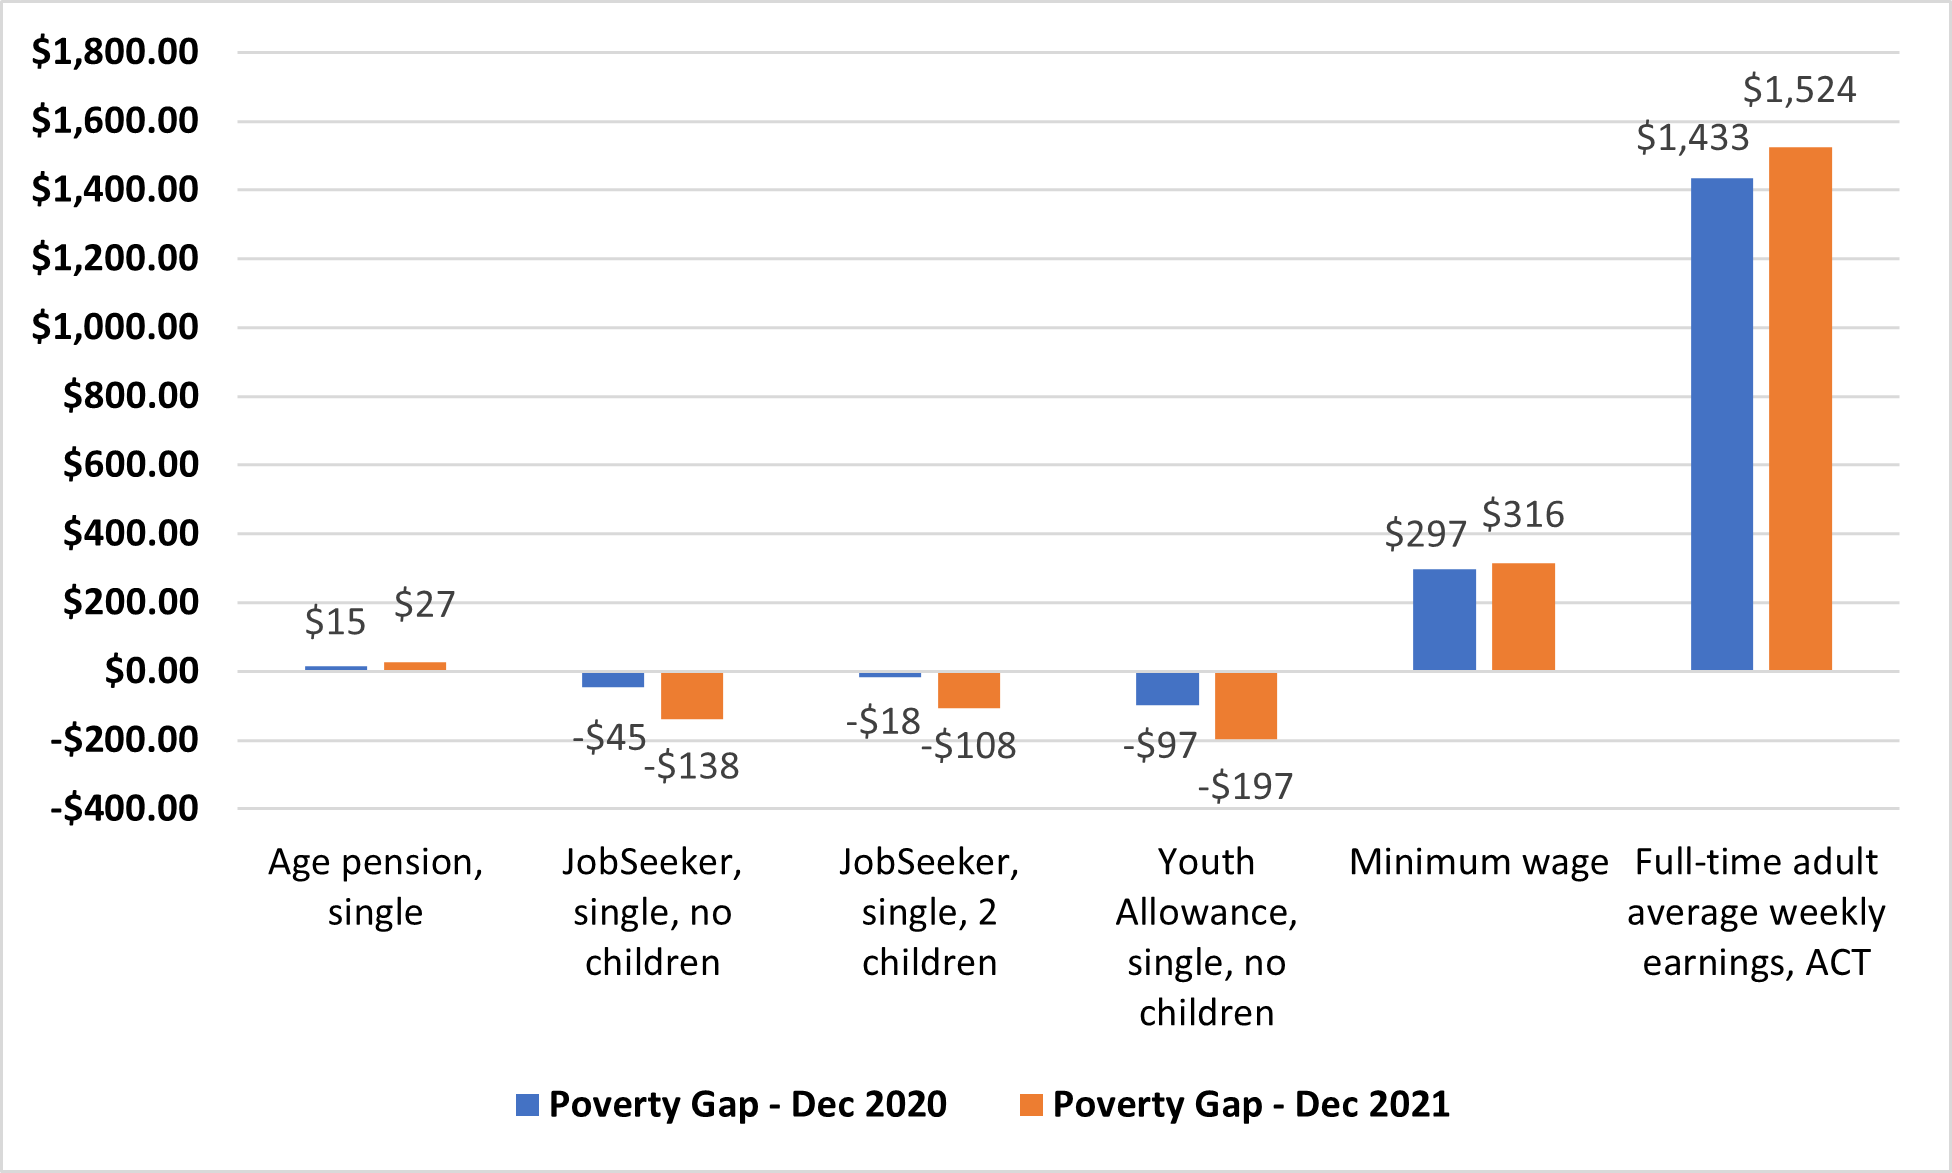 $1,800.00
$1,600.00
$1,400.00
$1,200.00
$1,000.00
$800.00
$600.00
$400.00
$200.00
$0.00
-$200.00
-$400.00
$15
$27
-$45
-$138
-$18
-$108
-$97
-$197
$297
$316
$1,433
$1,524
Age pension,
single
JobSeeker,
single, no
children
JobSeeker,
single, 2
children
Youth
Allowance,
single, no
children
Minimum wage
Full-time adult
average weekly
earnings, ACT
Poverty Gap - Dec 2020
Poverty Gap - Dec 2021